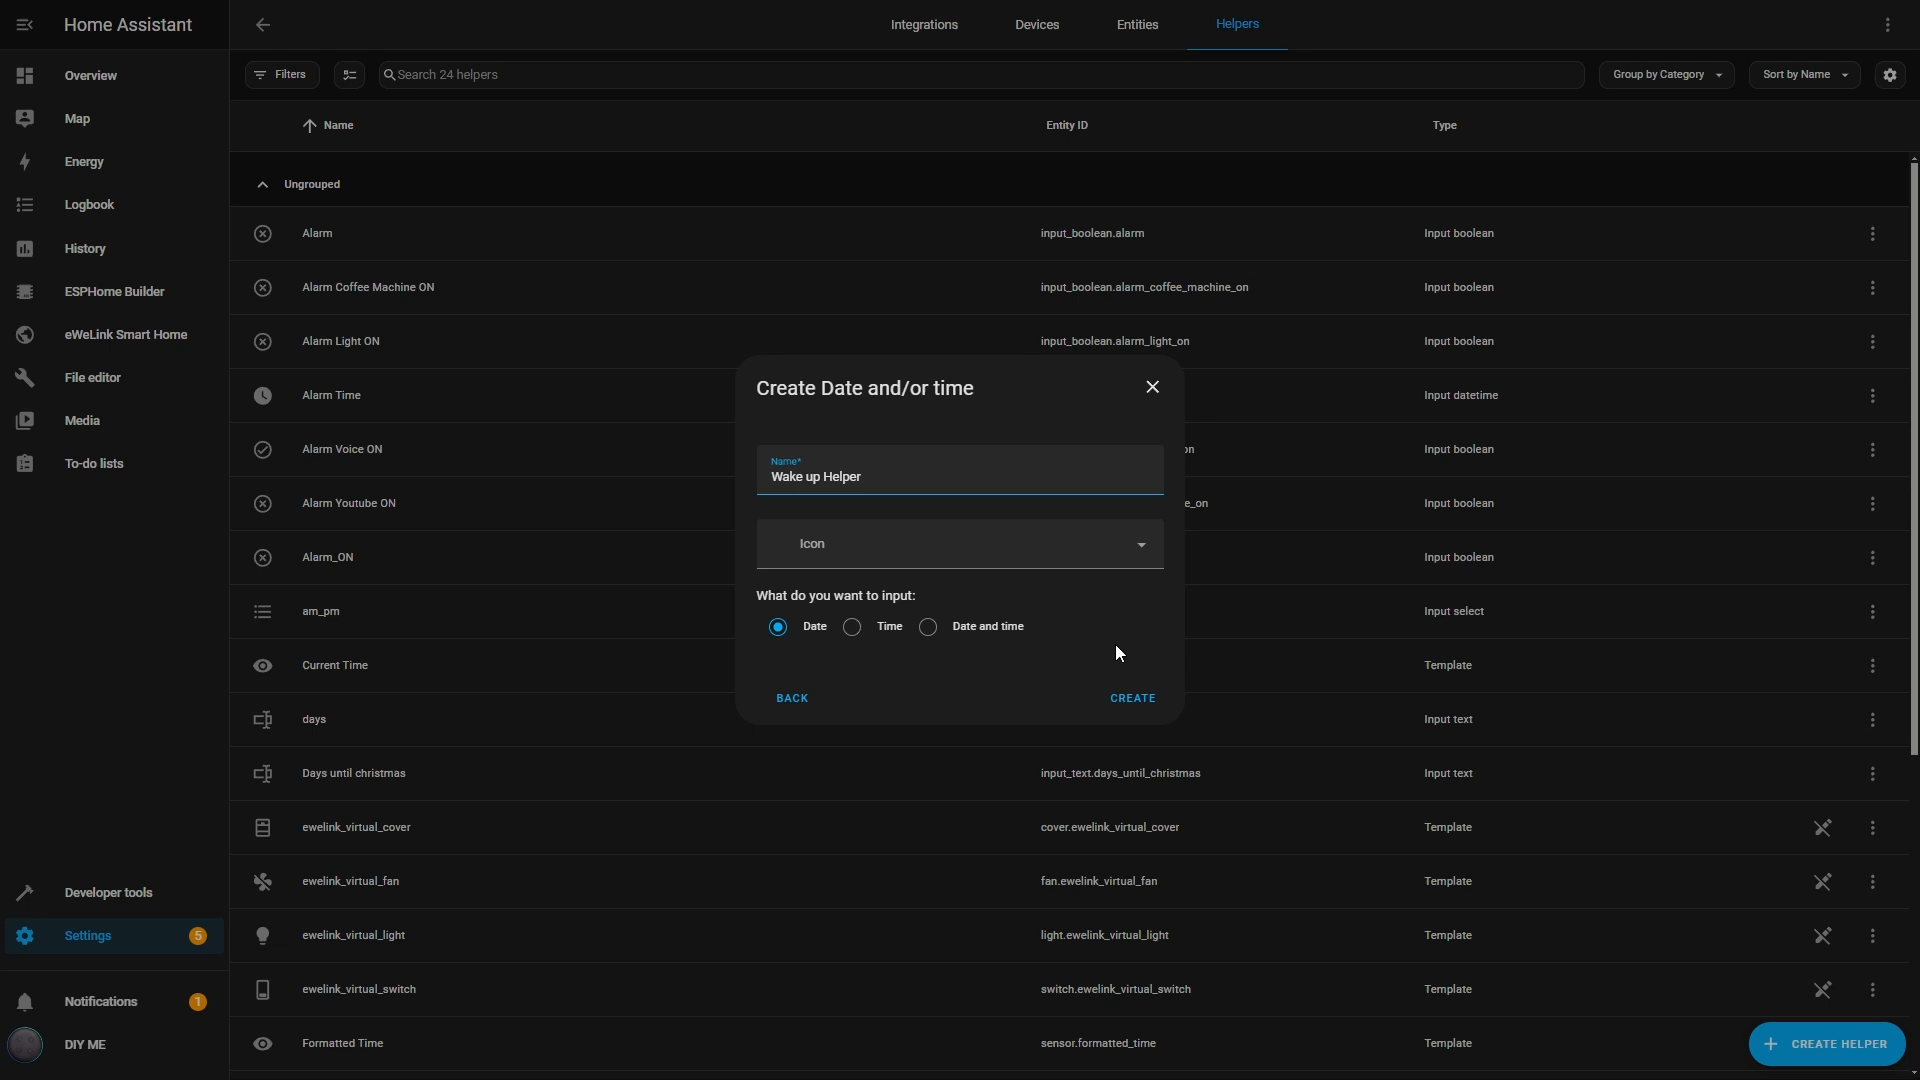 Home Assistant
Integrations
Devices
Entities
Helpers
Overview
Map
Energy
Logbook
History
ESPHome Builder
eWeLink Smart Home
File editor
Media
To-do lists
Developer tools
Settings 5
Notifications 1
DIY ME
Filters
Search 24 helpers
Group by Category
Sort by Name
Name Entity ID Type
Ungrouped
Alarm input_boolean.alarm Input boolean
Alarm Coffee Machine ON input_boolean.alarm_coffee_machine_on Input boolean
Alarm Light ON input_boolean.alarm_light_on Input boolean
Alarm Time Input datetime
Alarm Voice ON on Input boolean
Alarm Youtube ON e_on Input boolean
Alarm_ON Input boolean
am_pm Input select
Current Time Template
days Input text
Days until christmas input_text.days_until_christmas Input text
ewelink_virtual_cover cover.ewelink_virtual_cover Template
ewelink_virtual_fan fan.ewelink_virtual_fan Template
ewelink_virtual_light light.ewelink_virtual_light Template
ewelink_virtual_switch switch.ewelink_virtual_switch Template
Formatted Time sensor.formatted_time Template
Create Date and/or time
Name*
Wake up Helper
Icon
What do you want to input:
Date Time Date and time
BACK CREATE
CREATE HELPER